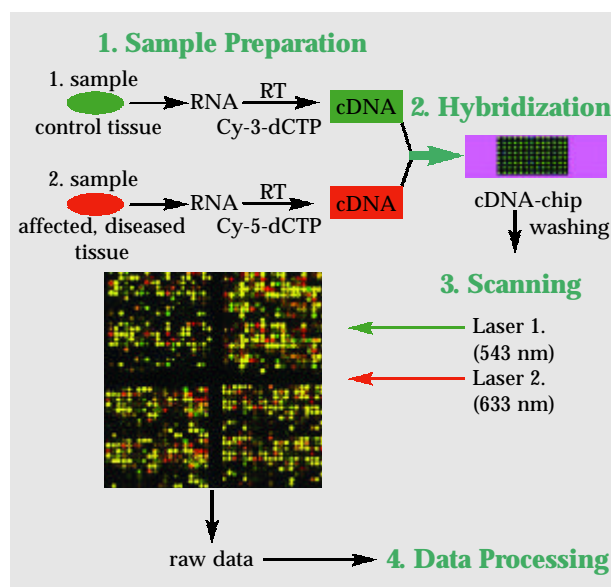 1. Sample Preparation
1. sample
control tissue
RNA
RT
Cy-3-dCTP
cDNA
2. Hybridization
2. sample
affected, diseased
tissue
RNA
RT
Cy-5-dCTP
cDNA
cDNA-chip
washing
3. Scanning
Laser 1.
(543 nm)
Laser 2.
(633 nm)
raw data
4. Data Processing